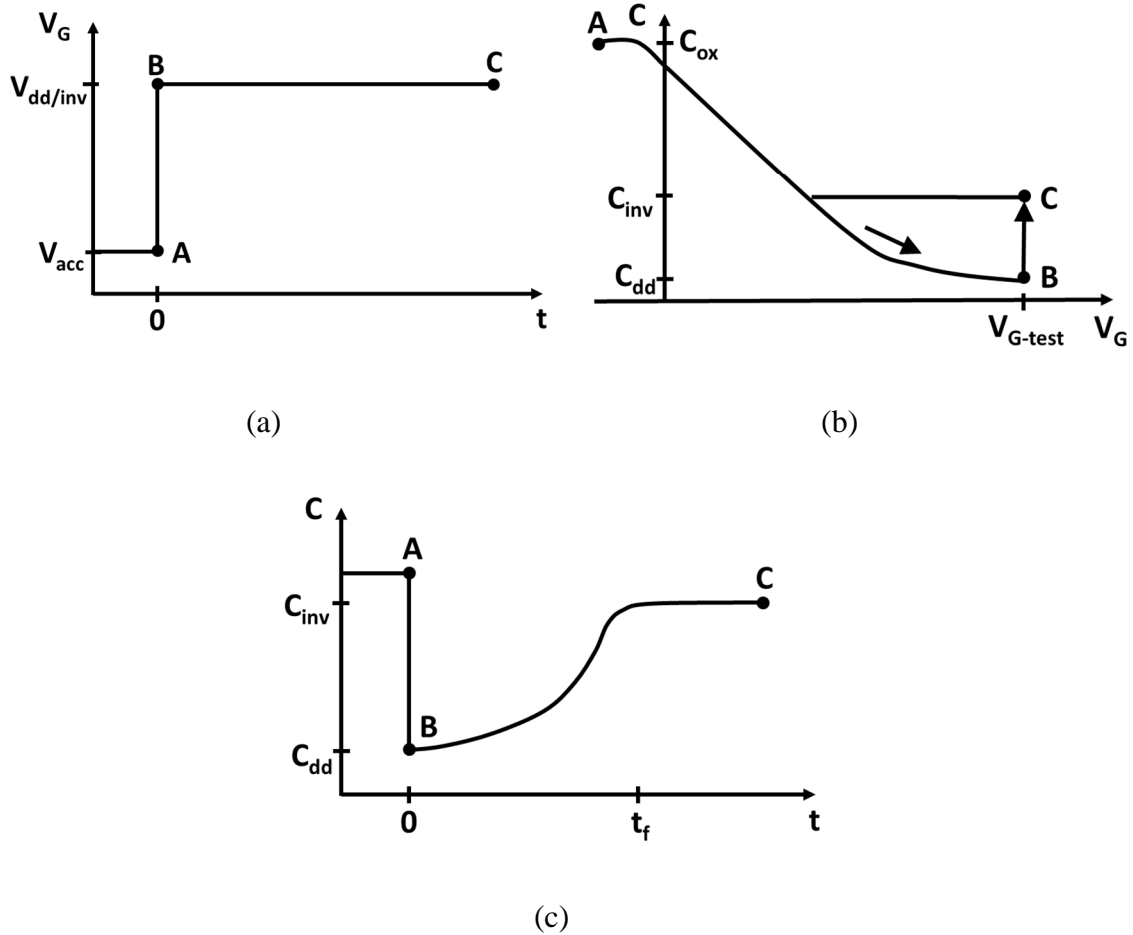 V_G
V_dd/inv
B
C
V_acc
A
0
t
(a)
A
C
C_ox
C_inv
C
C_dd
B
V_G-test
V_G
(b)
C
A
C_inv
C
B
C_dd
0
t_f
t
(c)